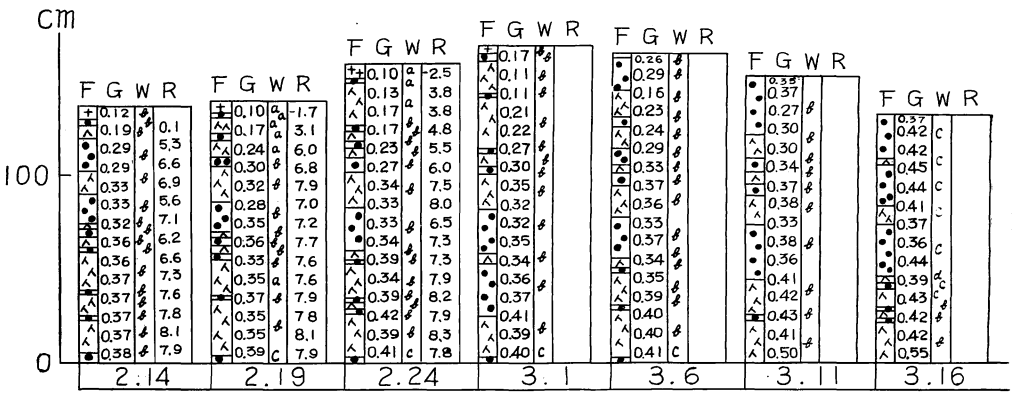 cm
100
0
F G W R
0.12 b
0.19 b 0.1
0.29 5.3
0.29 b 6.6
0.33 6.9
0.33 b 5.6
0.32 b 7.1
0.36 b 6.2
0.36 b 6.6
0.37 b 7.3
0.37 b 7.6
0.37 b 7.8
0.37 b 8.1
0.38 b 7.9
2.14
F G W R
0.10 a -1.7
0.17 a 3.1
0.24 a 6.0
0.30 b 6.8
0.32 b 7.9
0.28 7.0
0.35 b 7.2
0.36 b 7.7
0.33 b 7.6
0.35 a 7.6
0.37 b 7.9
0.35 7.8
0.35 b 8.1
0.39 c 7.9
2.19
F G W R
0.10 a -2.5
0.13 a 3.8
0.17 a 3.8
0.17 b 4.8
0.23 b 5.5
0.27 b 6.0
0.34 b 7.5
0.33 8.0
0.33 b 6.5
0.34 7.3
0.39 b 7.3
0.34 b 7.9
0.39 b 8.2
0.42 b 7.9
0.39 b 8.3
0.41 c 7.8
2.24
F G W R
0.17 b
0.11 b
0.11 b
0.21
0.22 b
0.27 b
0.30 b
0.35 b
0.32
0.32 b
0.35
0.34 b
0.36
0.37 b
0.41
0.39 b
0.40 c
3.1
F G W R
0.26 b
0.29 b
0.16 b
0.23 b
0.24 b
0.29 b
0.33 b
0.37 b
0.36 b
0.33
0.37 b
0.34 b
0.35 b
0.39 b
0.40
0.40 b
0.41 c
3.6
F G W R
0.37
0.27 b
0.30
0.30 b
0.34 b
0.37 b
0.38 b
0.33
0.38 b
0.36
0.41
0.42 b
0.43 b
0.41
0.50 b
3.11
F G W R
0.37
0.42 c
0.42
0.45 c
0.44 c
0.41
0.37
0.36
0.44 c
0.39 d
0.43 c
0.42 b
0.42
0.55 b
3.16